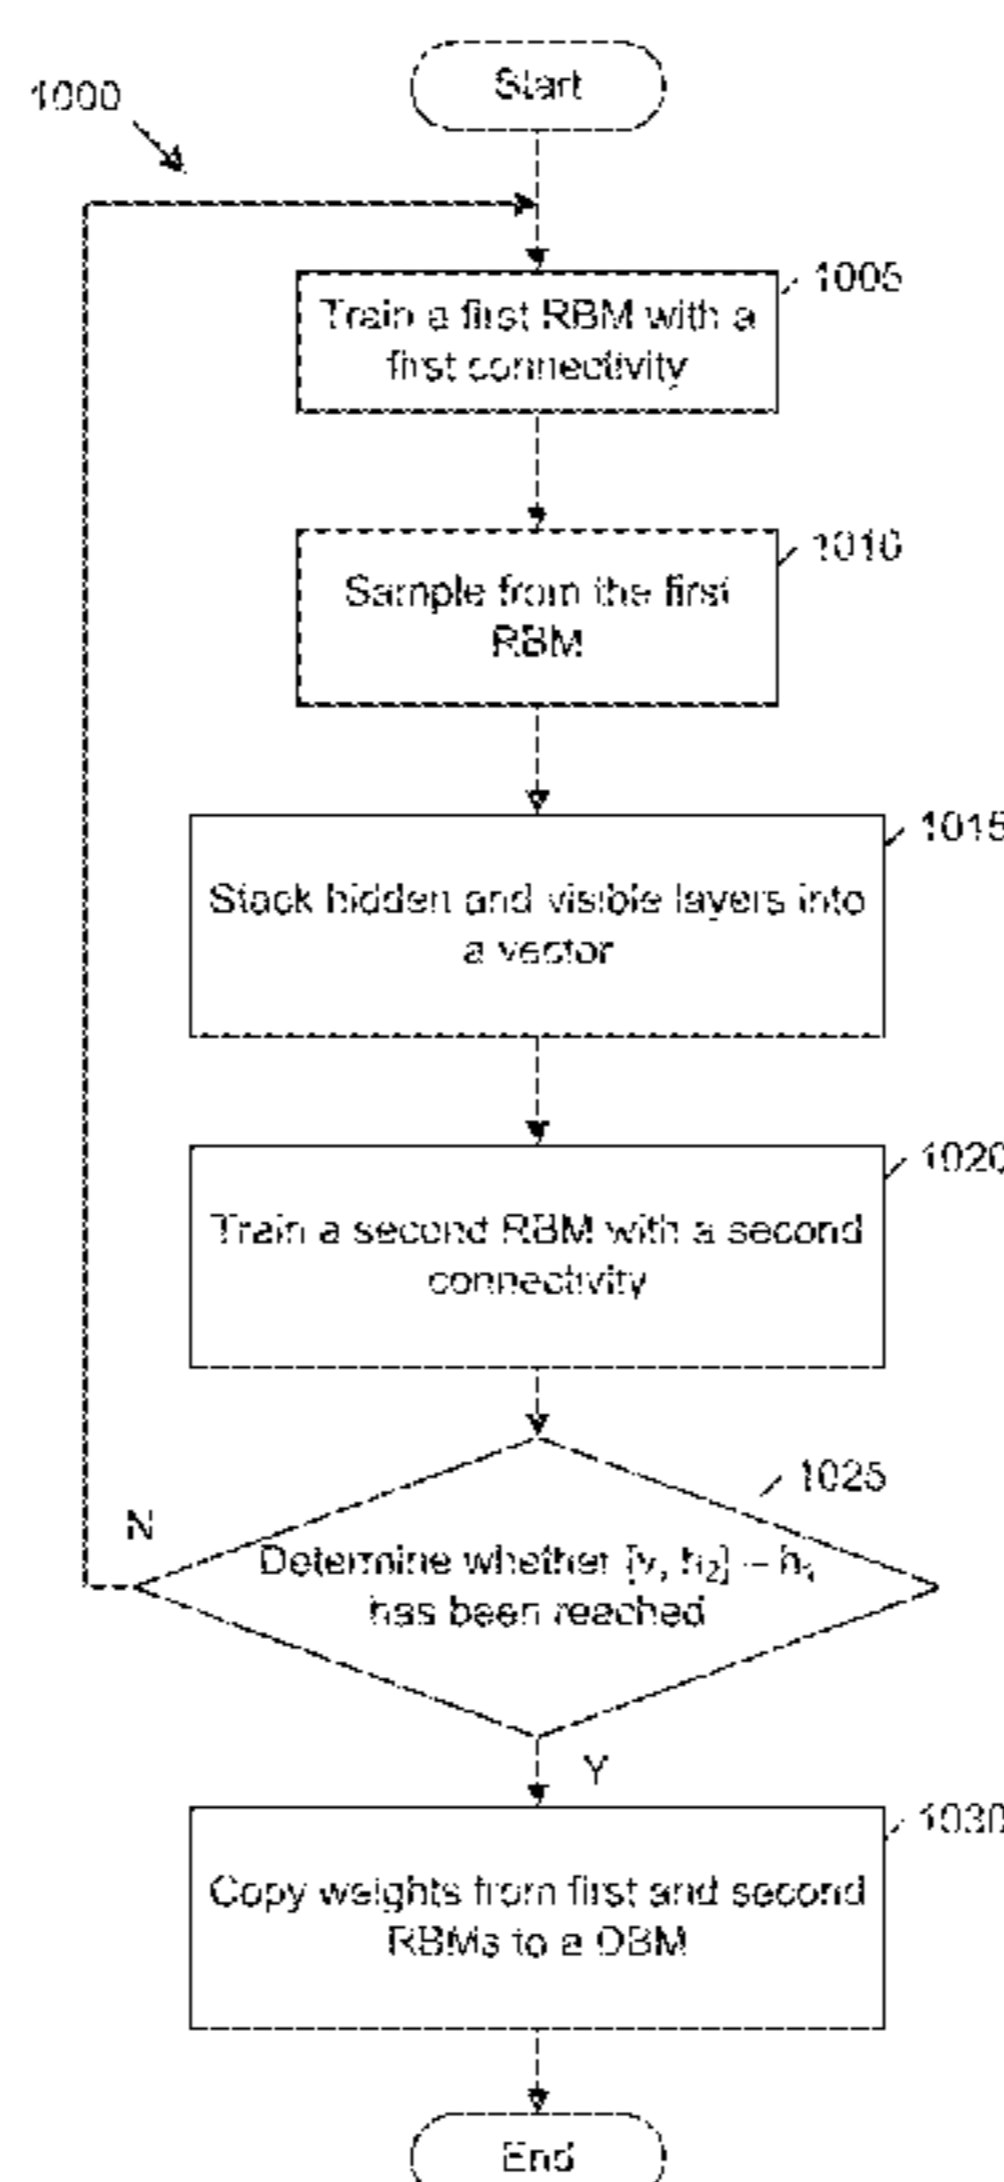 Start
1000
1005
Train a first RBM with a
first connectivity
1010
Sample from the first
RBM
1015
Stack hidden and visible layers into
a vector
1020
Train a second RBM with a second
connectivity
1025
N
Determine whether [v, h₂] – h₁
has been reached
Y
1030
Copy weights from first and second
RBMs to a DBM
End